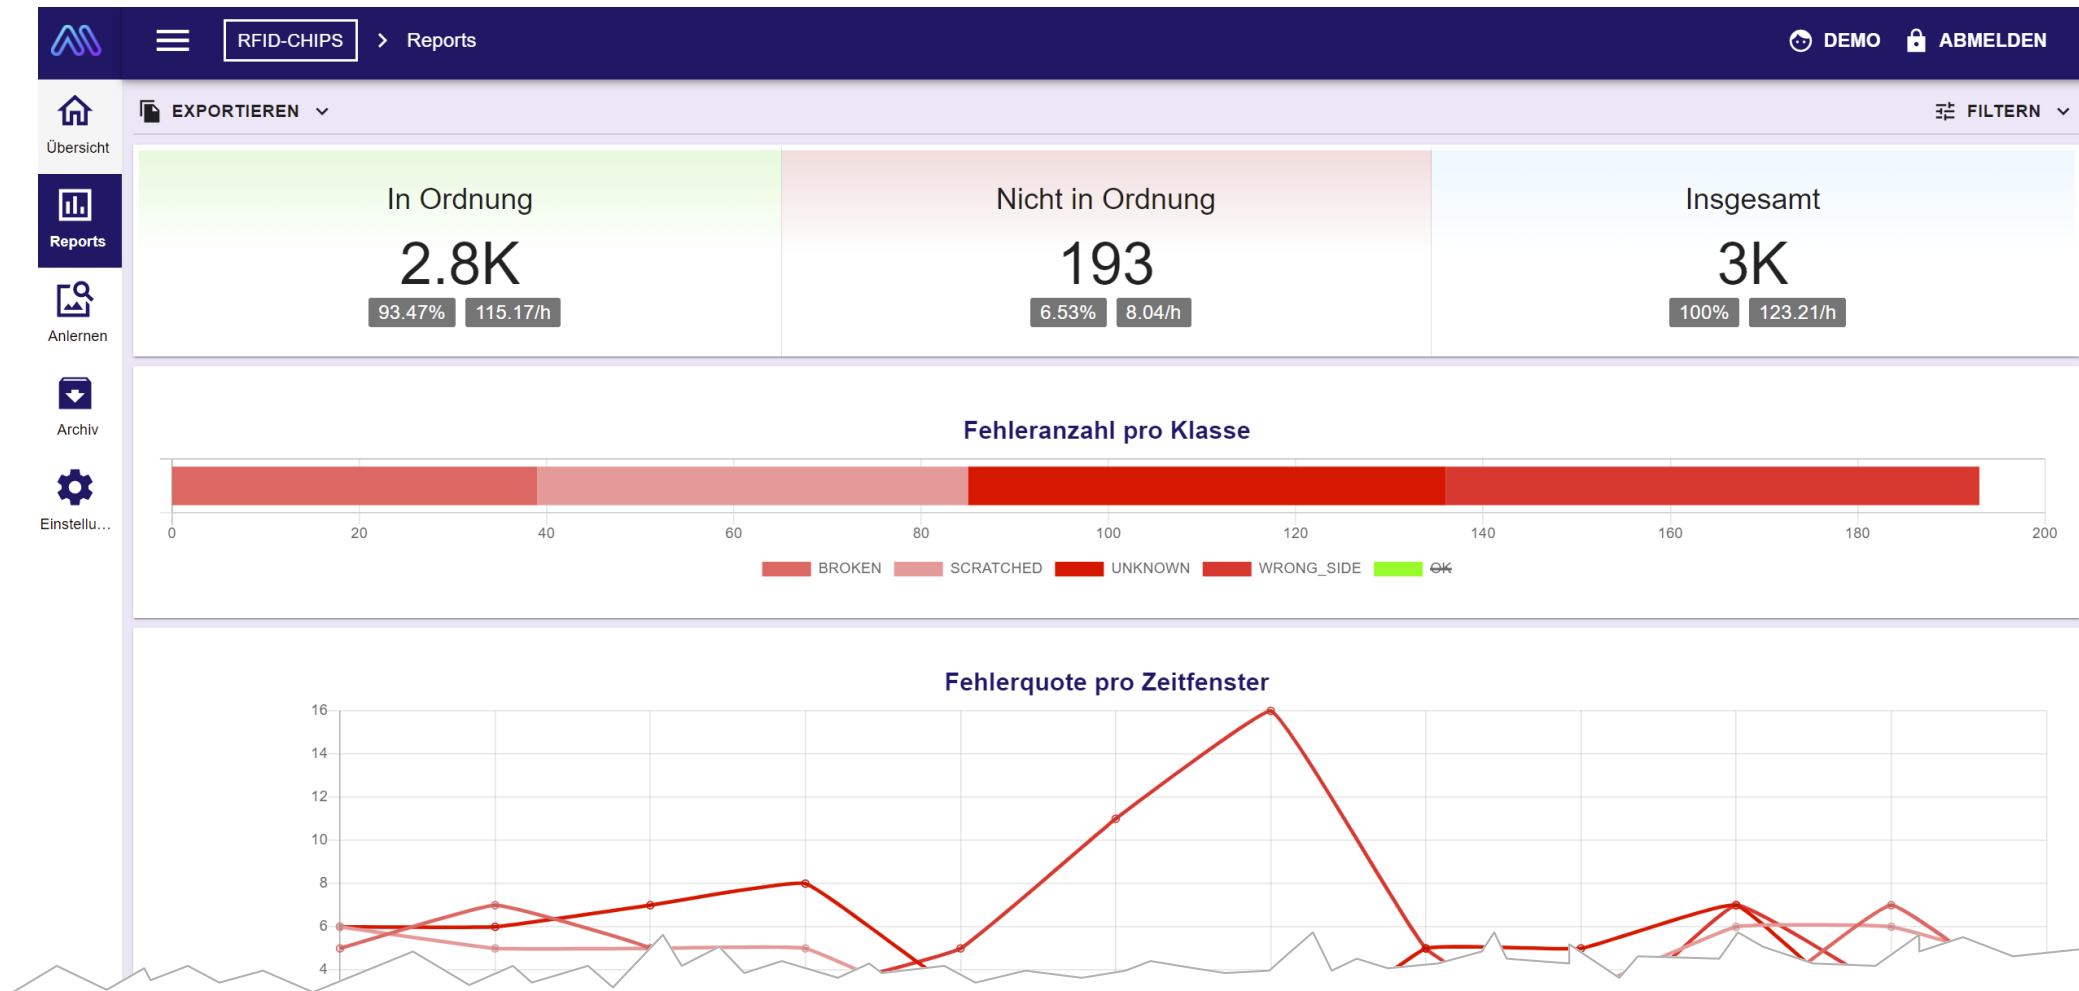 RFID-CHIPS > Reports DEMO ABMELDEN
EXPORTIEREN FILTERN
Übersicht
Reports
Anlernen
Archiv
Einstellu...
In Ordnung
2.8K
93.47% 115.17/h
Nicht in Ordnung
193
6.53% 8.04/h
Insgesamt
3K
100% 123.21/h
Fehleranzahl pro Klasse
0 20 40 60 80 100 120 140 160 180 200
BROKEN SCRATCHED UNKNOWN WRONG_SIDE OK
Fehlerquote pro Zeitfenster
16
14
12
10
8
6
4